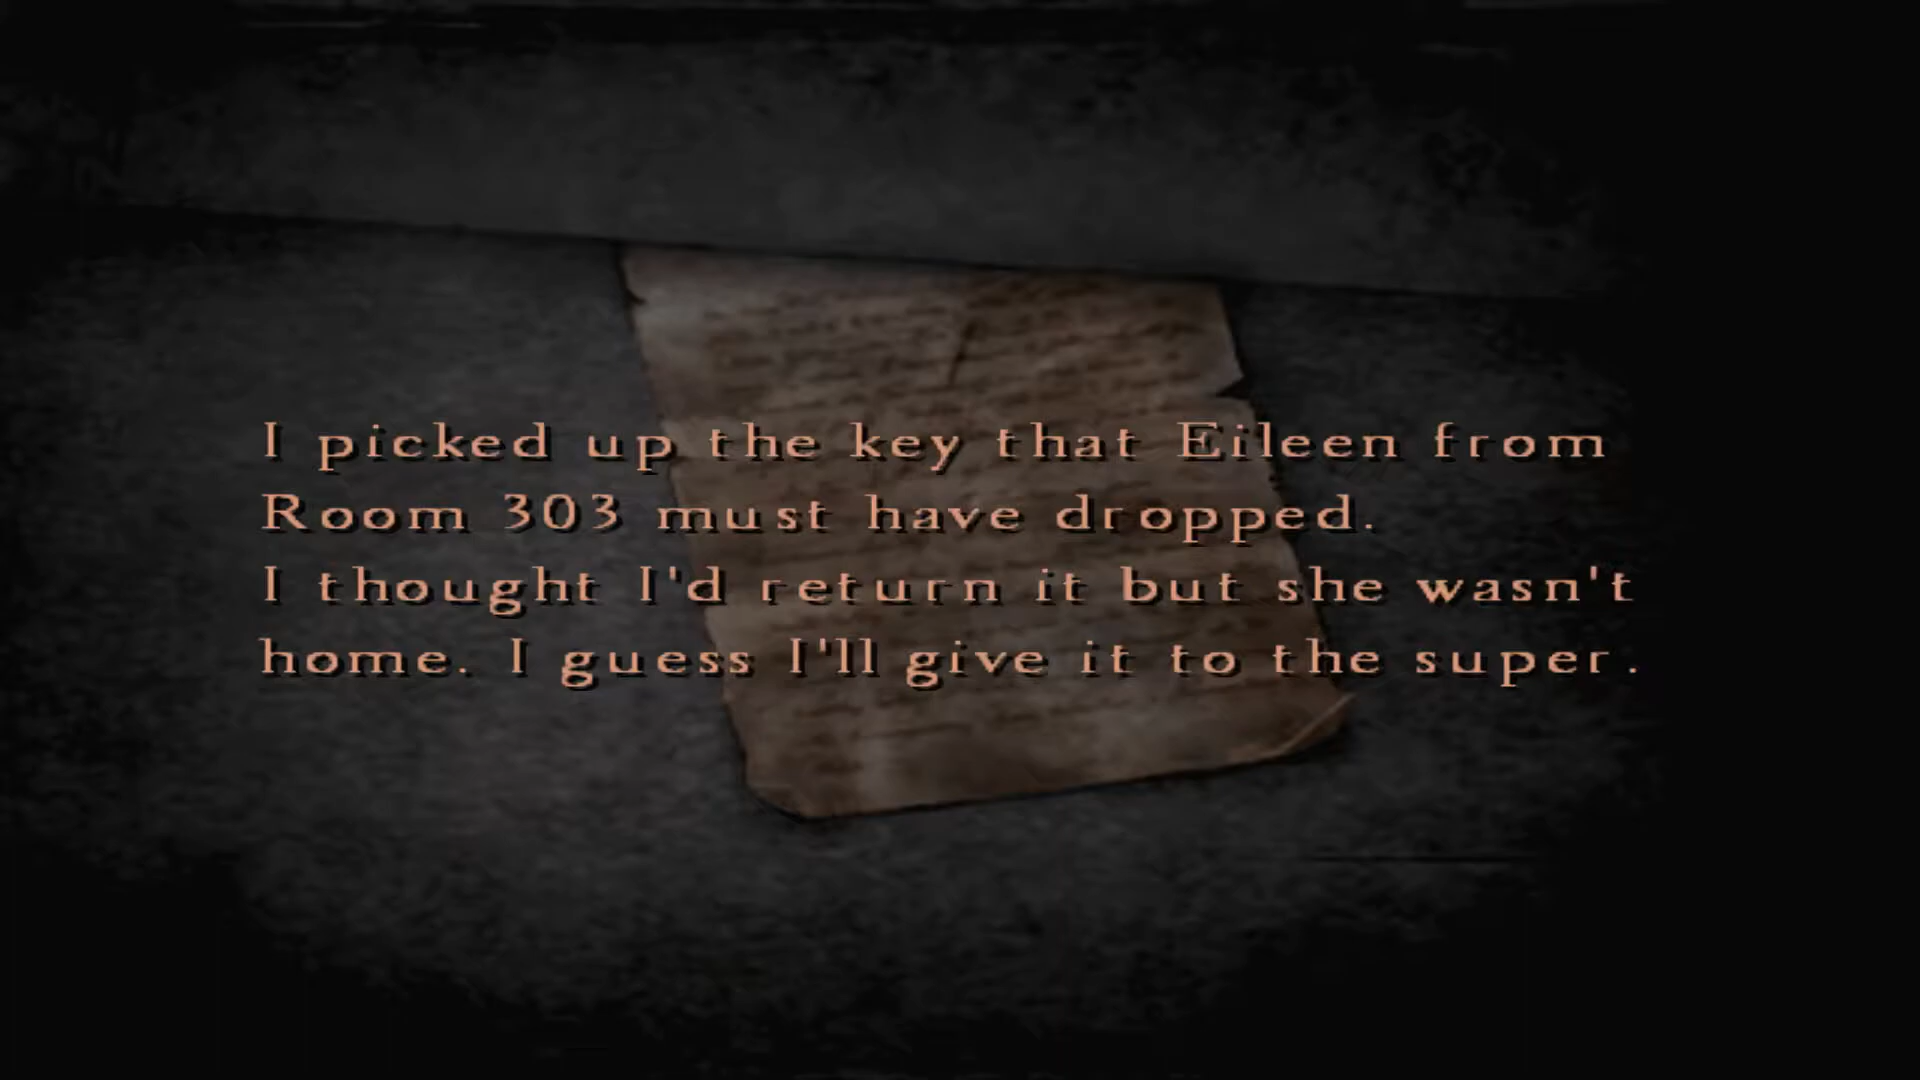 I picked up the key that Eileen from
Room 303 must have dropped.
I thought I'd return it but she wasn't
home. I guess I'll give it to the super.